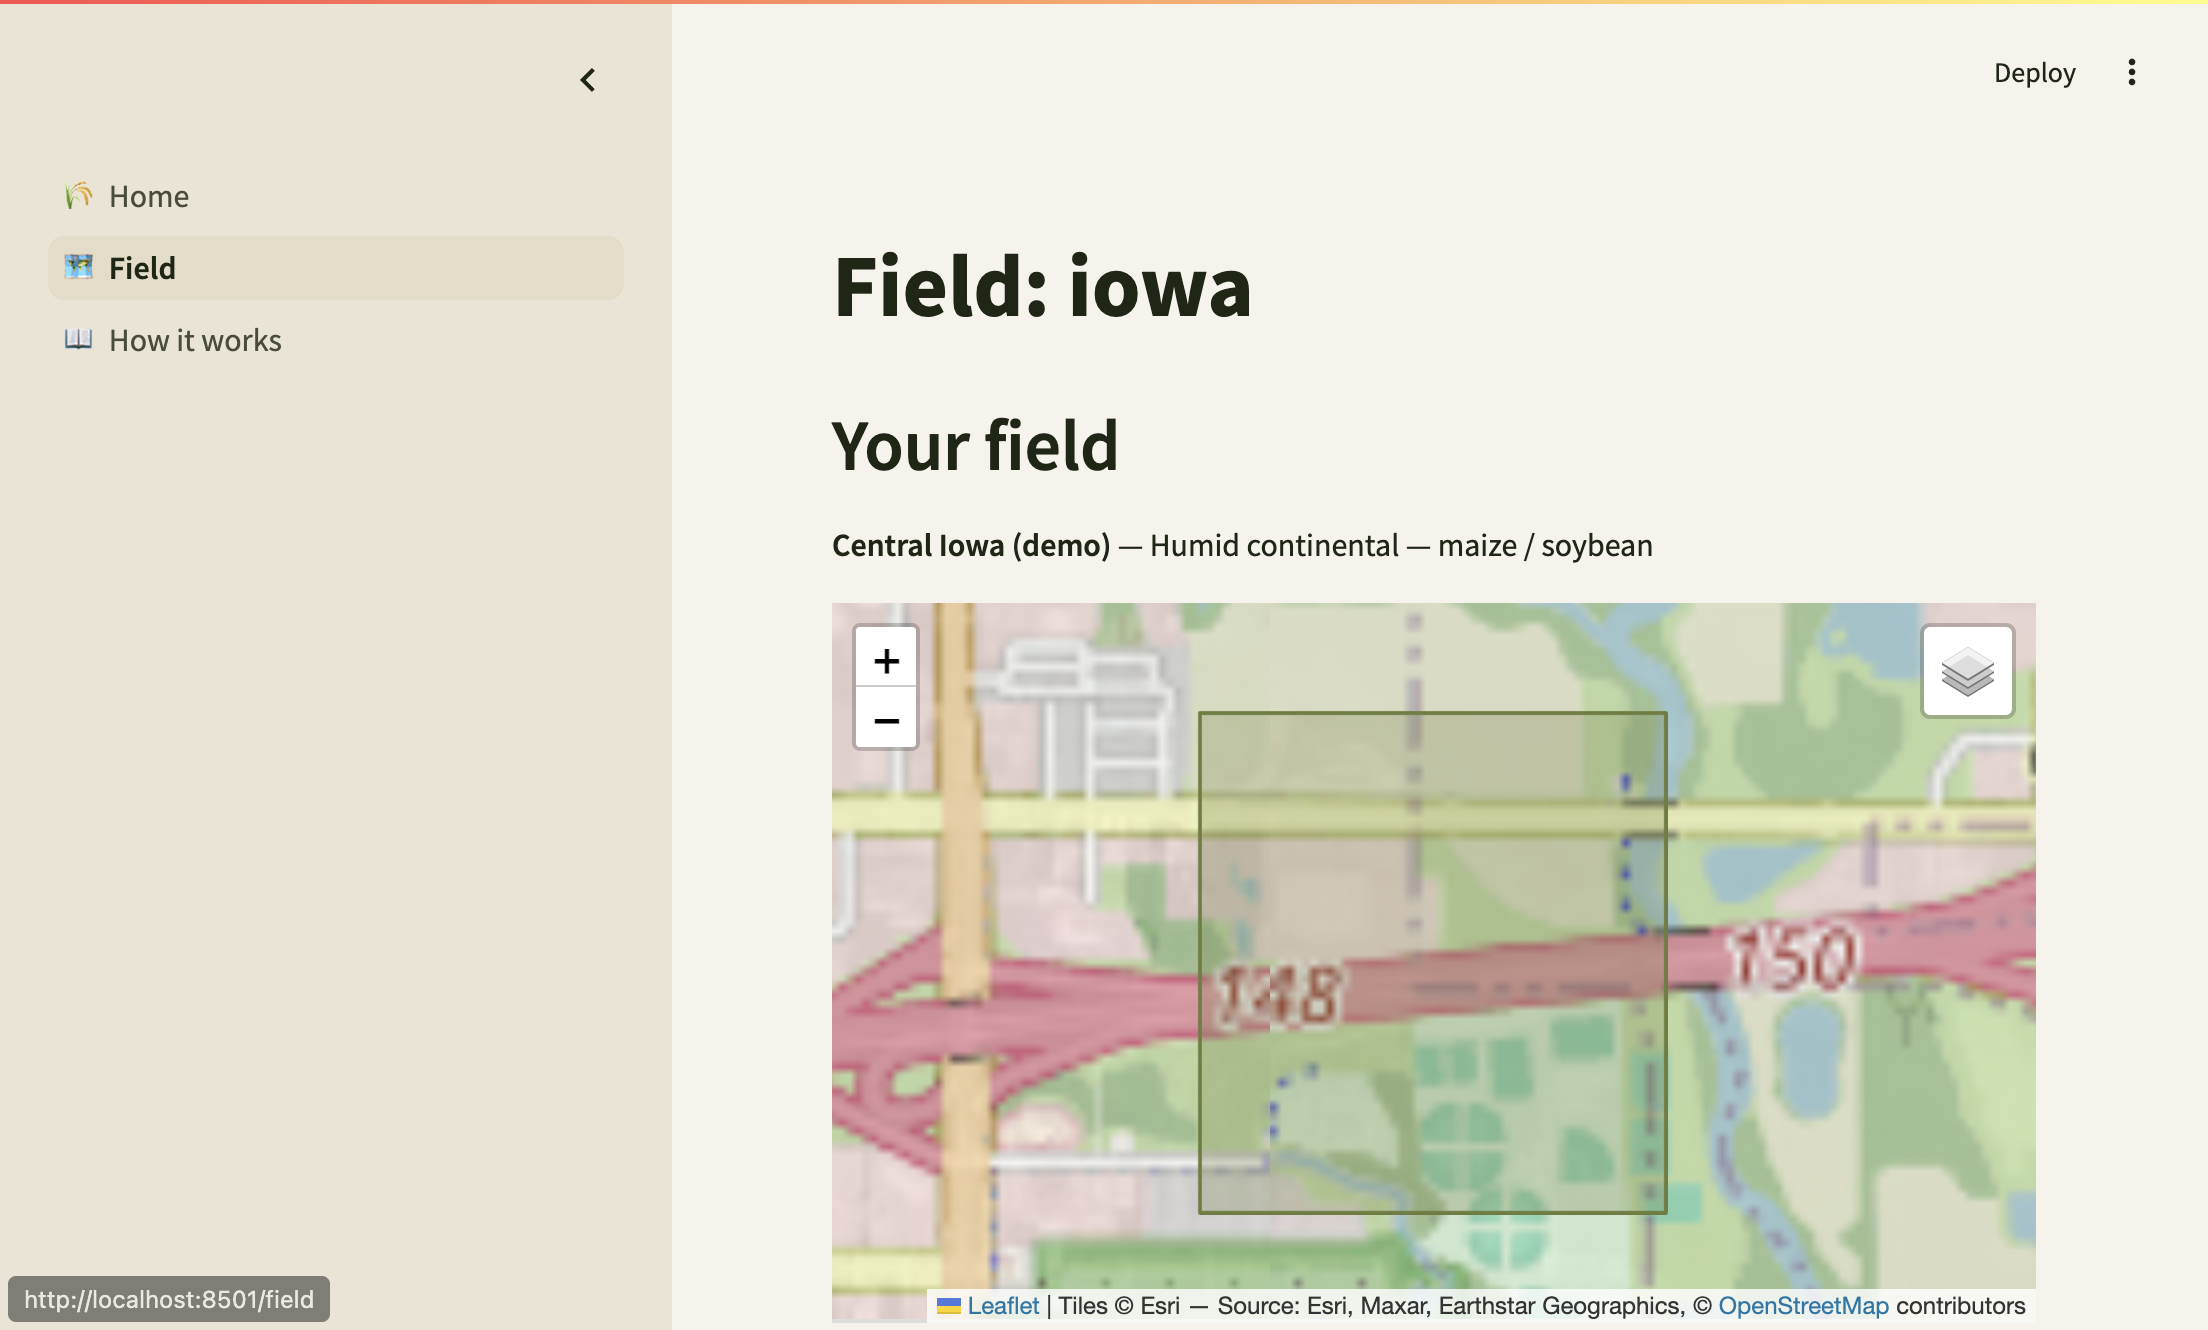 Deploy
Home
Field
How it works
Field: iowa
Your field
Central Iowa (demo) — Humid continental — maize / soybean
+
−
148
150
http://localhost:8501/field
Leaflet | Tiles © Esri — Source: Esri, Maxar, Earthstar Geographics, © OpenStreetMap contributors